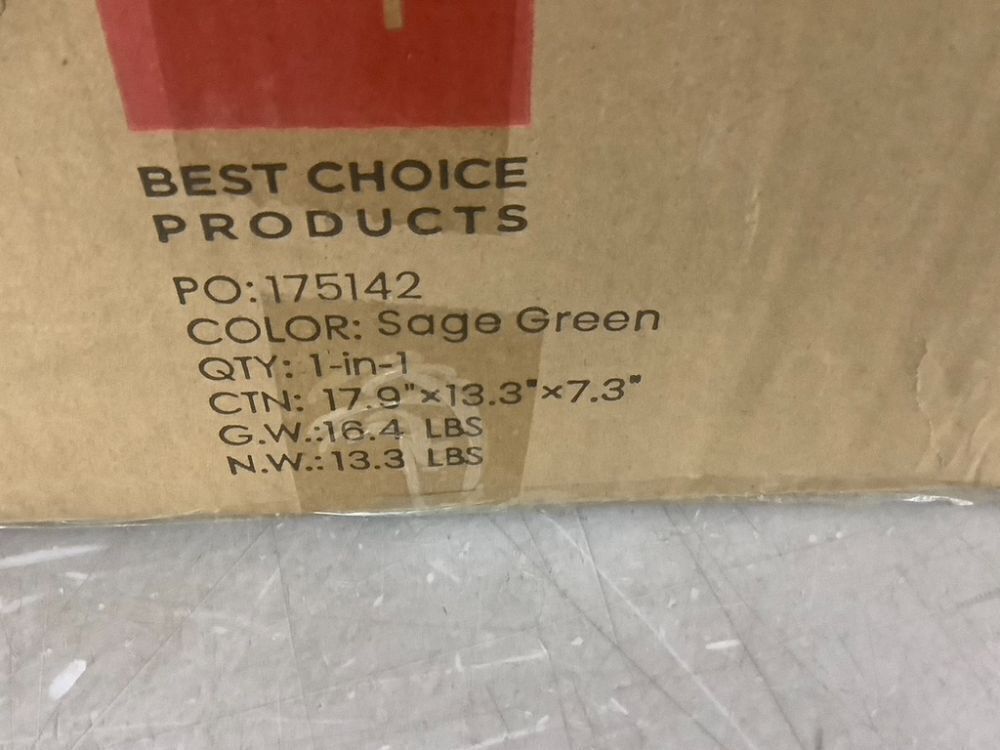 BEST CHOICE
PRODUCTS
PO:175142
COLOR: Sage Green
QTY: 1-in-1
CTN: 17.9"×13.3"×7.3"
G.W.:16.4 LBS
N.W.:13.3 LBS